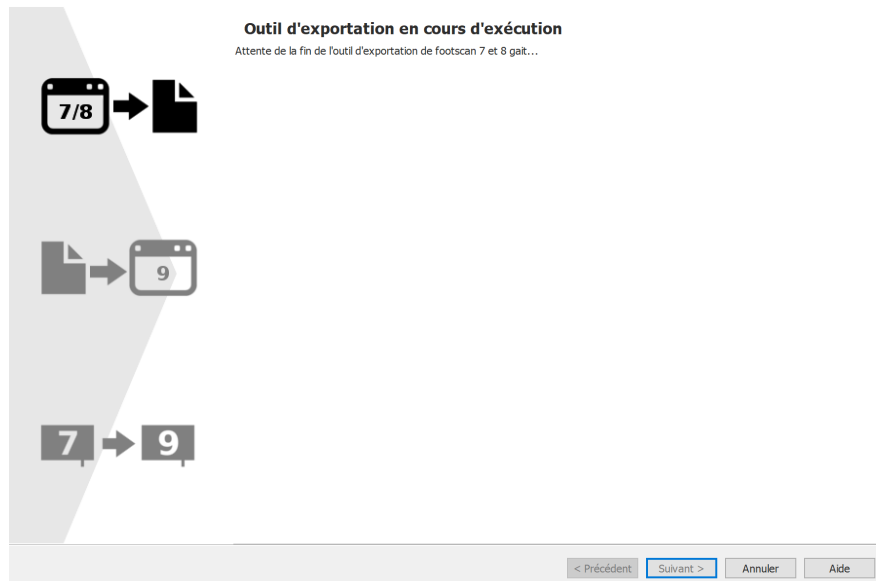 Outil d'exportation en cours d'exécution
Attente de la fin de l'outil d'exportation de footscan 7 et 8 gait...
7/8
9
7 9
< Précédent Suivant > Annuler Aide